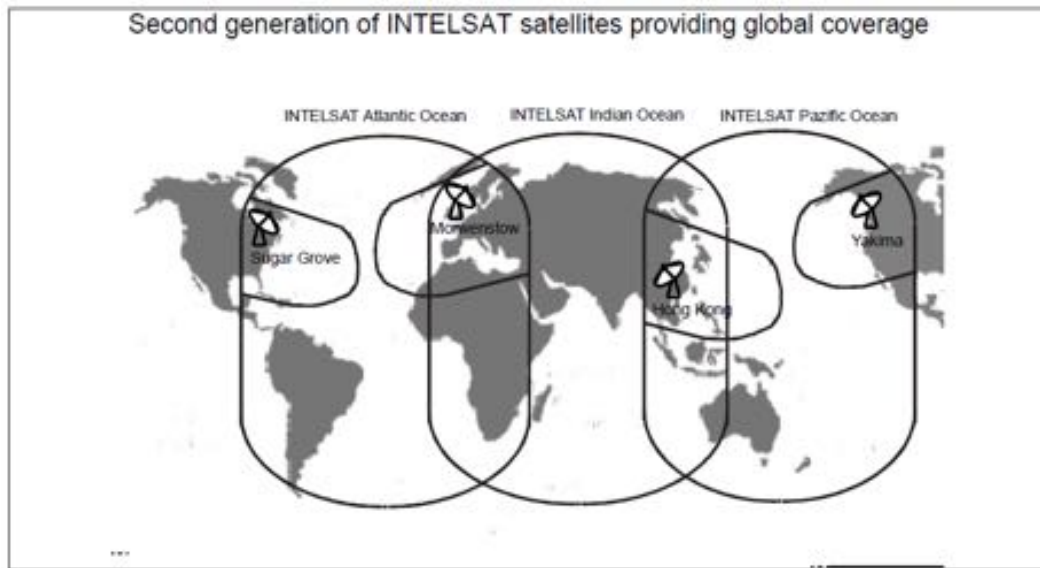 Second generation of INTELSAT satellites providing global coverage
INTELSAT Atlantic Ocean
INTELSAT Indian Ocean
INTELSAT Pazific Ocean
Morwenstow
Yakima
Sugar Grove
Hong Kong